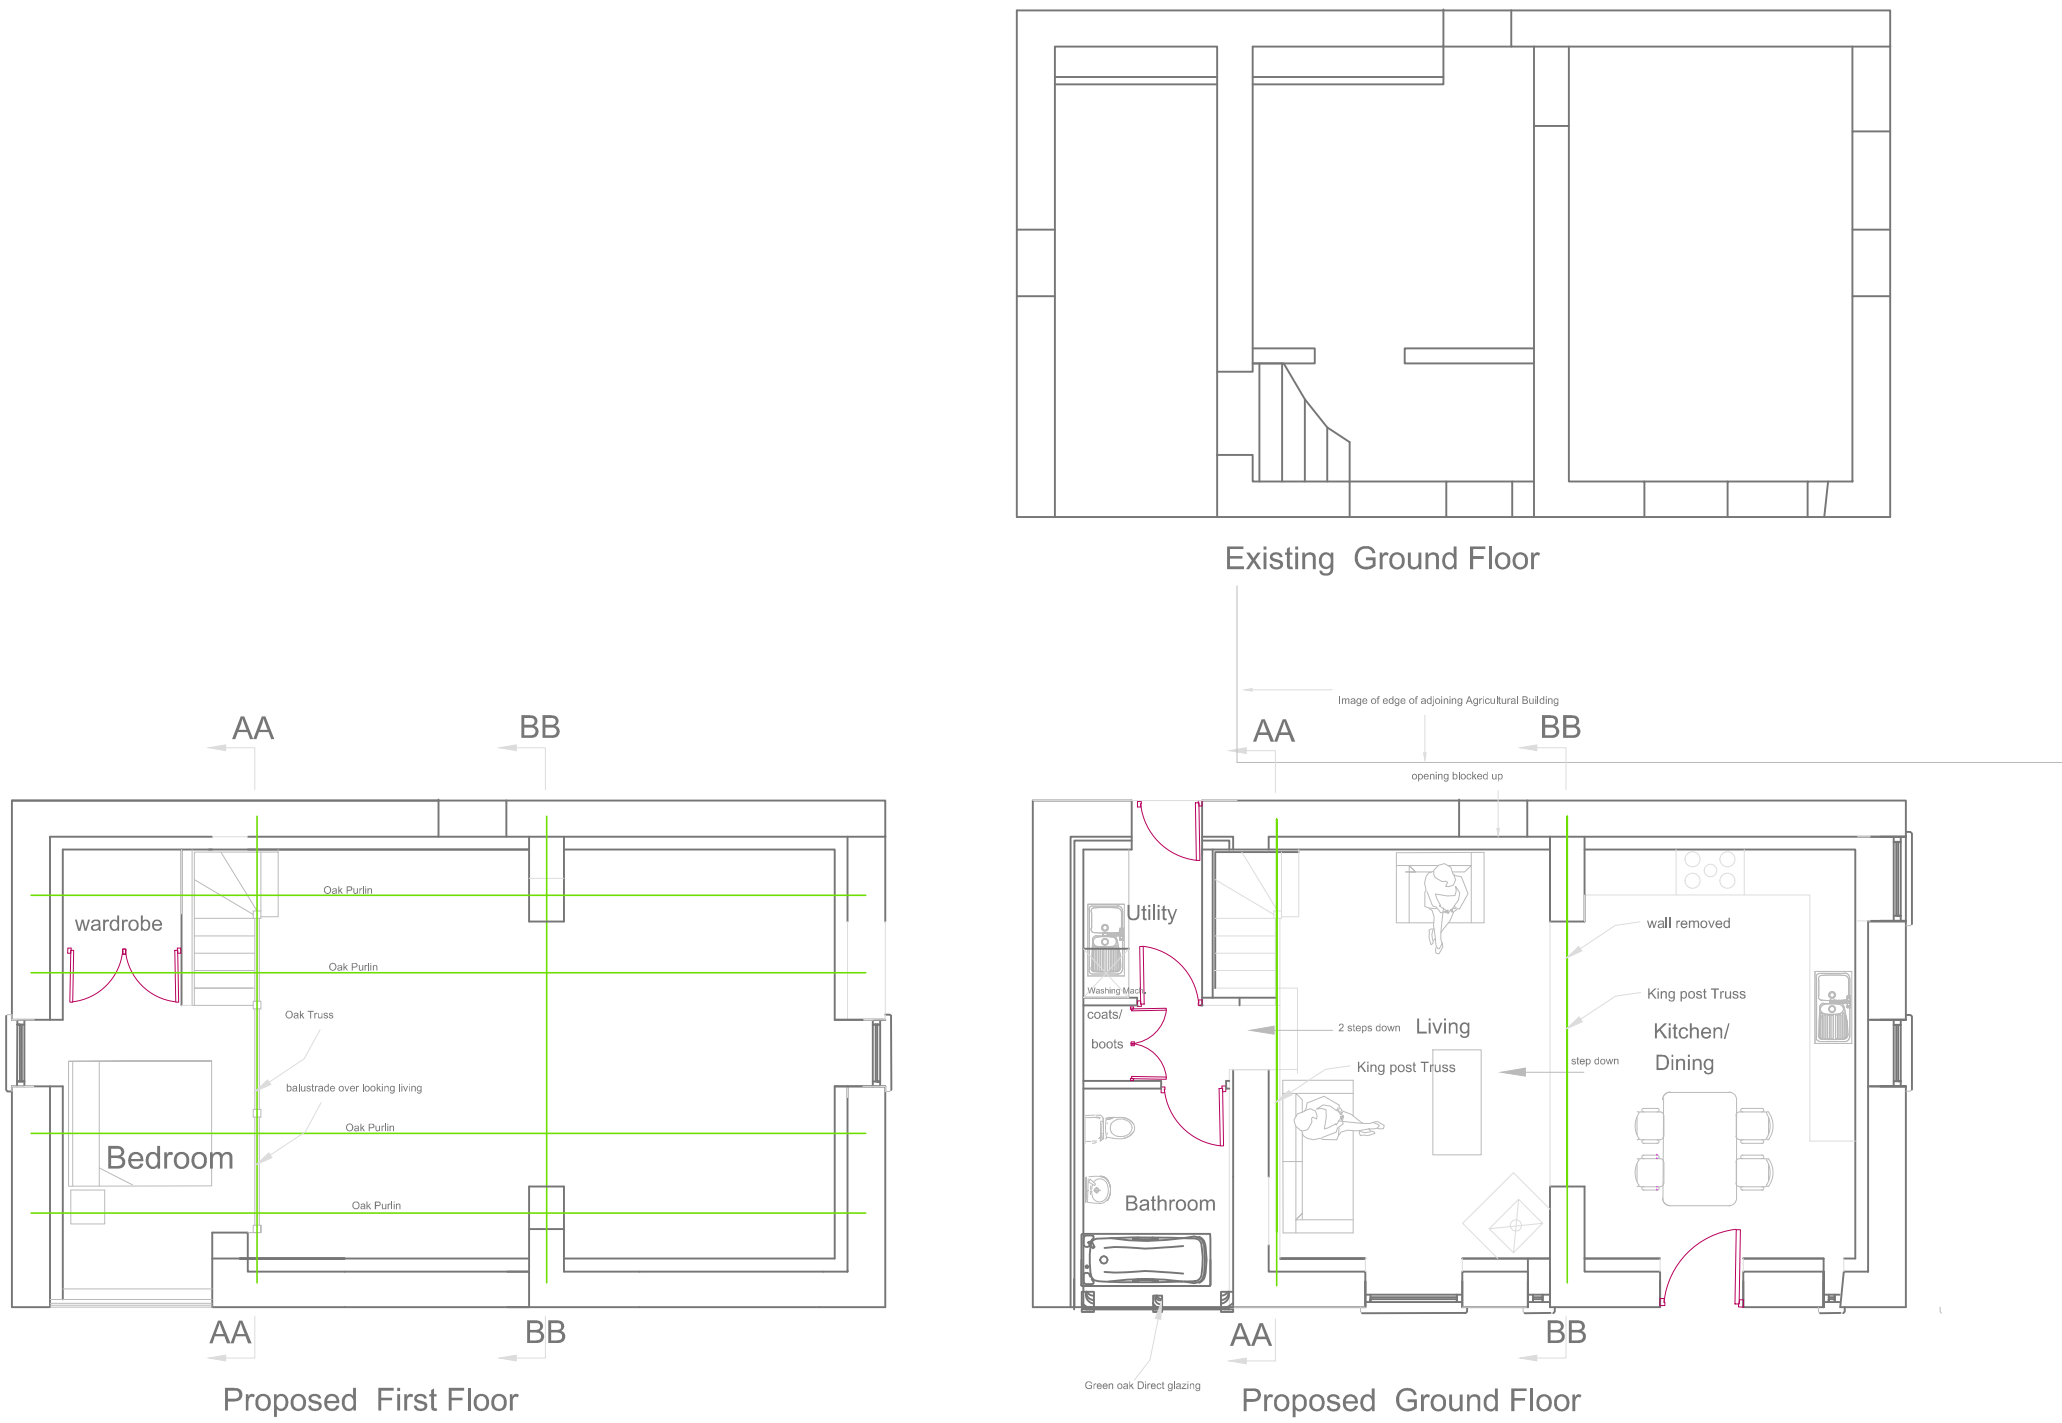 Existing Ground Floor
Image of edge of adjoining Agricultural Building
AA
BB
AA
BB
opening blocked up
Oak Purlin
wardrobe
Utility
wall removed
Oak Purlin
Washing Mach.
King post Truss
Oak Truss
coats/
boots
2 steps down
Living
Kitchen/
Dining
step down
King post Truss
balustrade over looking living
Oak Purlin
Bedroom
Oak Purlin
Bathroom
AA
BB
AA
BB
Green oak Direct glazing
Proposed First Floor
Proposed Ground Floor